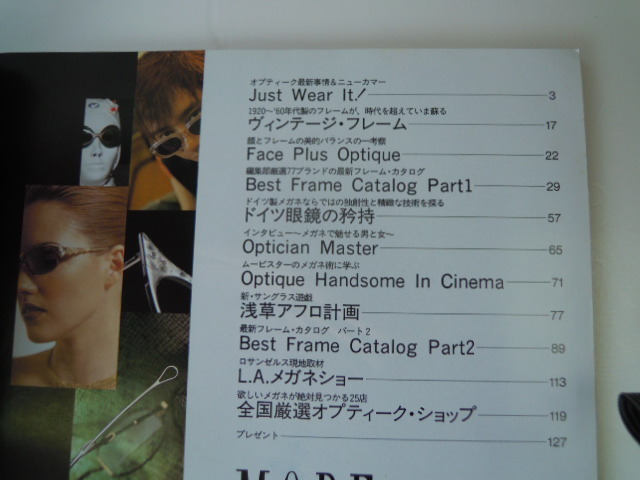 オプティーク最新事情&ニューカマー
Just Wear It! 3
1920〜'60年代製のフレームが、時代を超えていま蘇る
ヴィンテージ・フレーム 17
顔とフレームの美的バランスの一考察
Face Plus Optique 22
編集部厳選77ブランドの最新フレーム・カタログ
Best Frame Catalog Part1 29
ドイツ製メガネならではの独創性と精緻な技術を探る
ドイツ眼鏡の矜持 57
インタビュー〜メガネで魅せる男と女〜
Optician Master 65
ムービスターのメガネ術に学ぶ
Optique Handsome In Cinema 71
新・サングラス遊戯
浅草アフロ計画 77
最新フレーム・カタログ パート2
Best Frame Catalog Part2 89
ロサンゼルス現地取材
L.A.メガネショー 113
欲しいメガネが絶対見つかる25店
全国厳選オプティーク・ショップ 119
プレゼント 127
MORE